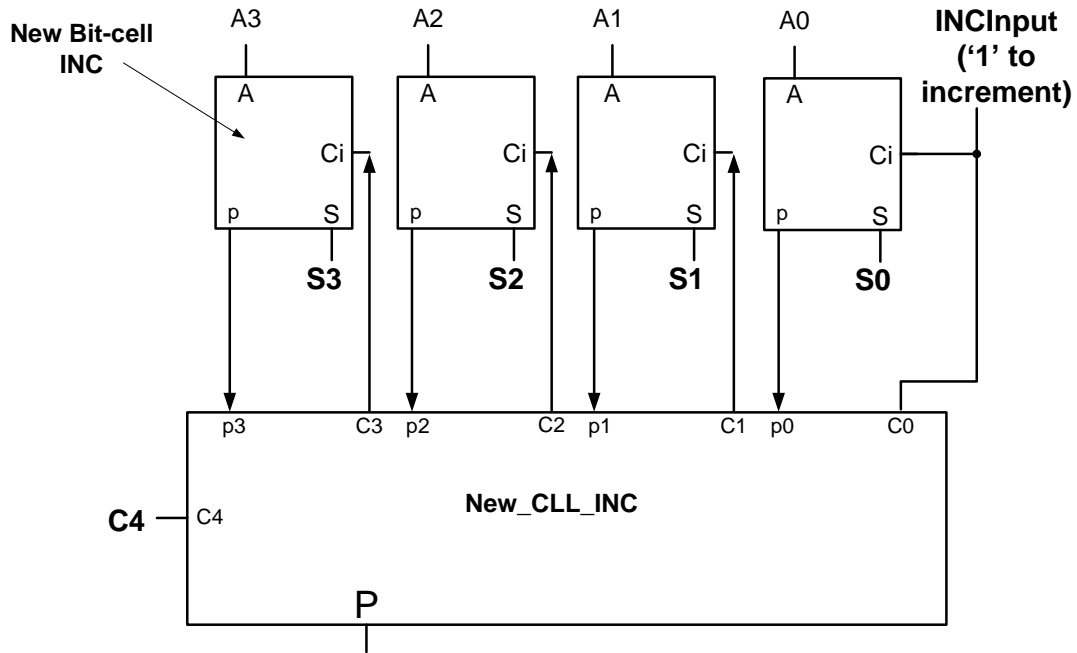 A3 A2 A1 A0 INCInput
New Bit-cell ('1' to
INC increment)
A A A A
Ci Ci Ci Ci
p S p S p S p S
S3 S2 S1 S0
p3 C3 p2 C2 p1 C1 p0 C0
New_CLL_INC
C4 C4
P